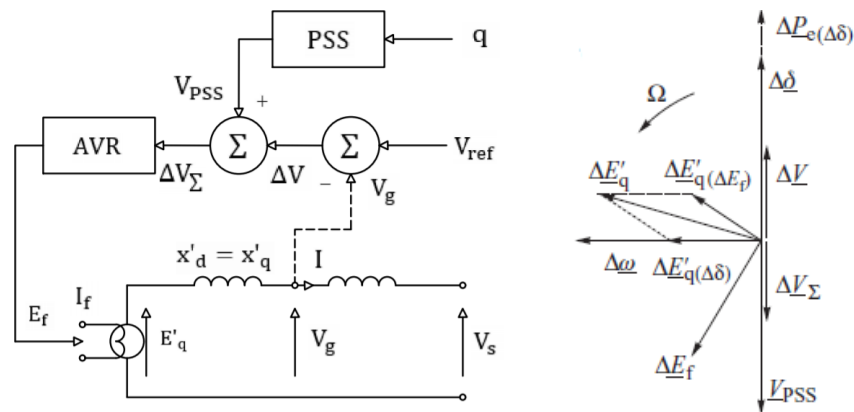 PSS
q
V_PSS
+
AVR
Σ
Σ
V_ref
ΔV_Σ
ΔV
−
V_g
x'_d = x'_q
I
I_f
E_f
E'_q
V_g
V_s
ΔP_e(Δδ)
Δδ
Ω
ΔE'_q
ΔE'_q(ΔE_f)
ΔV
Δω
ΔE'_q(Δδ)
ΔV_Σ
ΔE_f
V_PSS